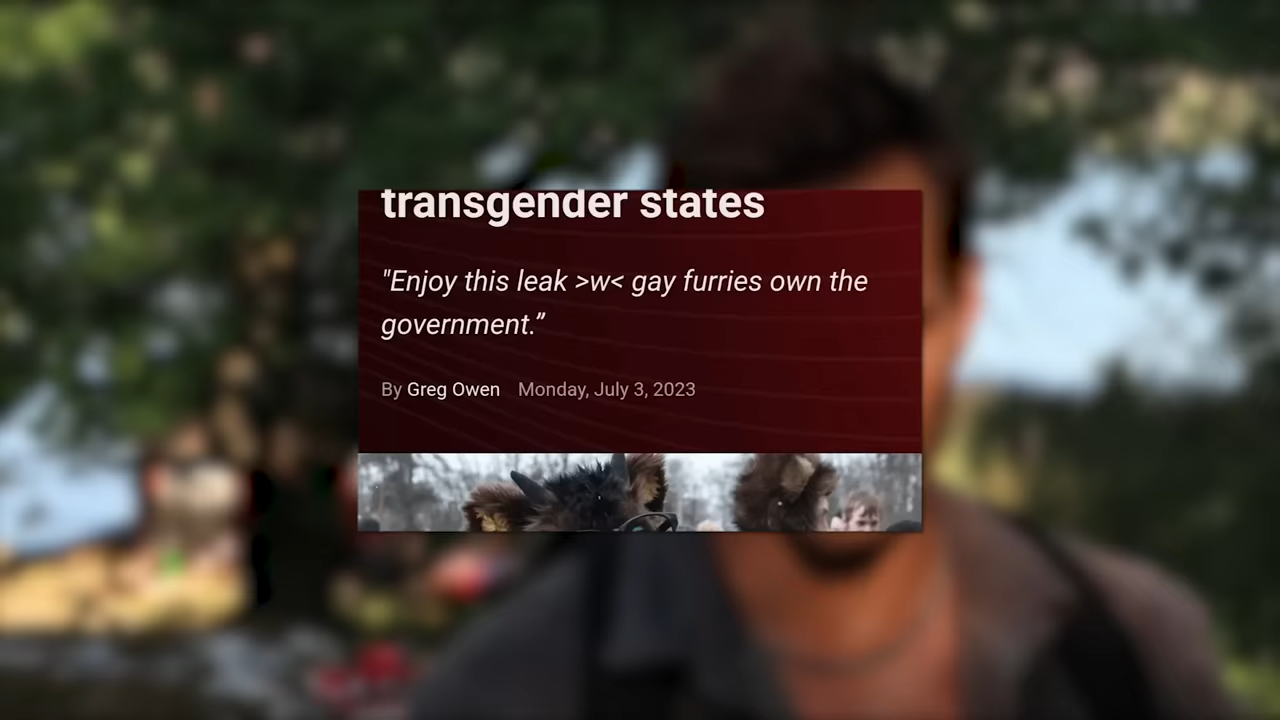 transgender states
"Enjoy this leak >w< gay furries own the
government.”
By Greg Owen Monday, July 3, 2023